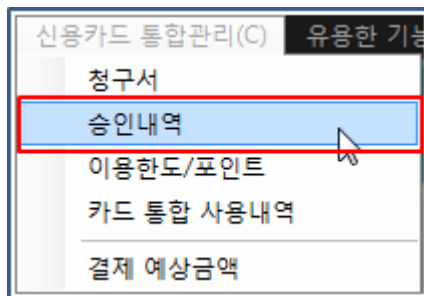 신용카드 통합관리(C) 유용한 기능
청구서
승인내역
이용한도/포인트
카드 통합 사용내역
결제 예상금액